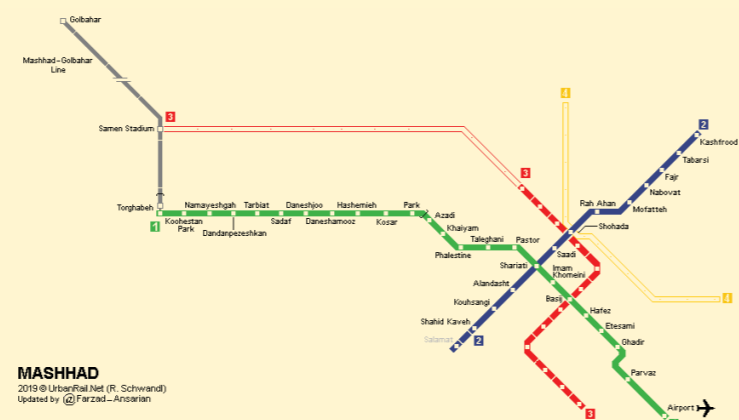 Golbahar
Mashhad-Golbahar
Line
4
3
2
Samen Stadium
Kashfrood
Tabarsi
3
Fajr
Nabovat
Torghabeh
Namayeshgah
Tarbiat
Daneshjoo
Hashemieh
Park
Rah Ahan
Mofatteh
1
Koohestan
Park
Dandanpezeshkan
Sadaf
Daneshamooz
Kosar
Azadi
Khaiyam
Shohada
Taleghani
Pastor
Phalestine
Saadi
Shariati
Imam
Khomeini
Alandasht
Kouhsangi
Basij
4
Hafez
Shahid Kaveh
Etesami
Salamat
2
Ghadir
Parvaz
MASHHAD
2019 © UrbanRail.Net (R. Schwandl)
Updated by @Farzad-Ansarian
3
Airport